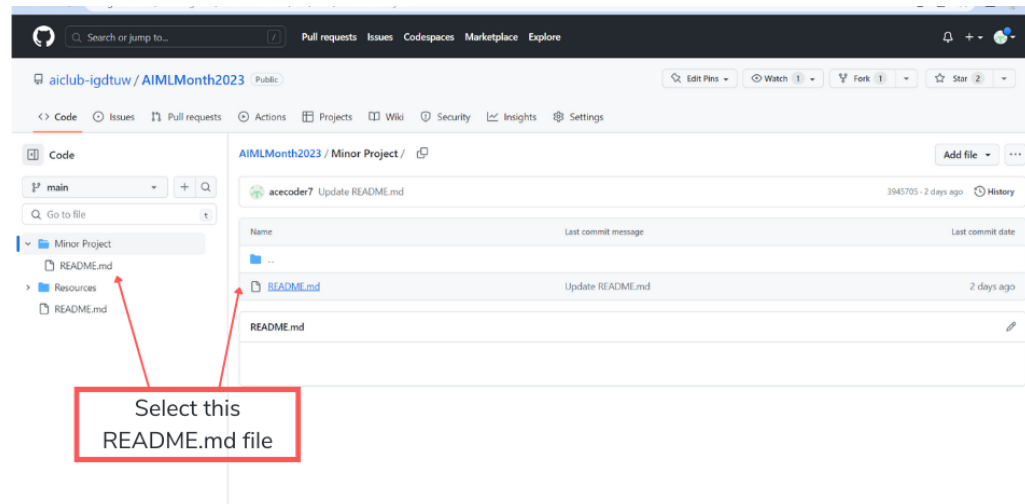 Search or jump to... / Pull requests Issues Codespaces Marketplace Explore
aiclub-igdtuw / AIMLMonth2023 Public Edit Pins Watch 1 Fork 1 Star 2
<> Code Issues Pull requests Actions Projects Wiki Security Insights Settings
Code AIMLMonth2023 / Minor Project / Add file ...
main
acecoder7 Update README.md 3945705 · 2 days ago History
Go to file t
Name Last commit message Last commit date
Minor Project
..
README.md
Resources README.md Update README.md 2 days ago
README.md
README.md
Select this
README.md file